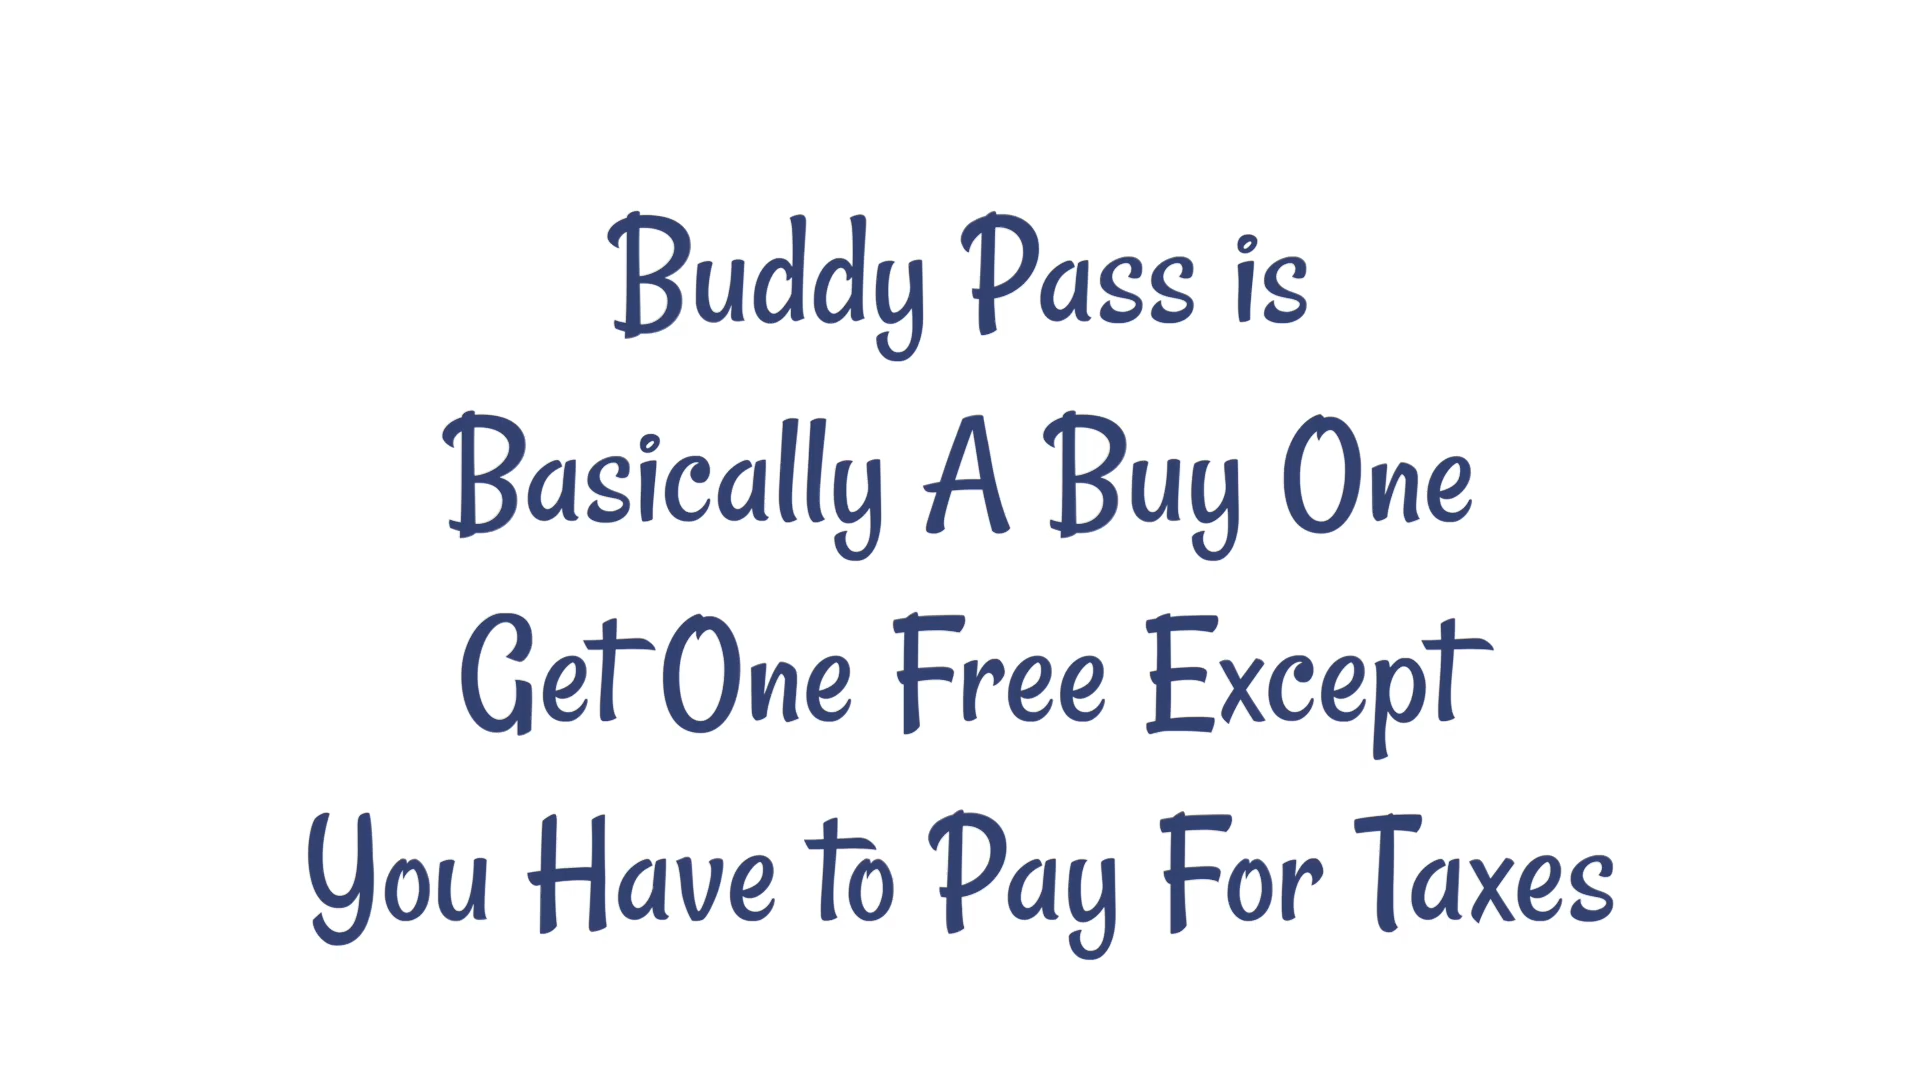 Buddy Pass is
Basically A Buy One
Get One Free Except
You Have to Pay For Taxes